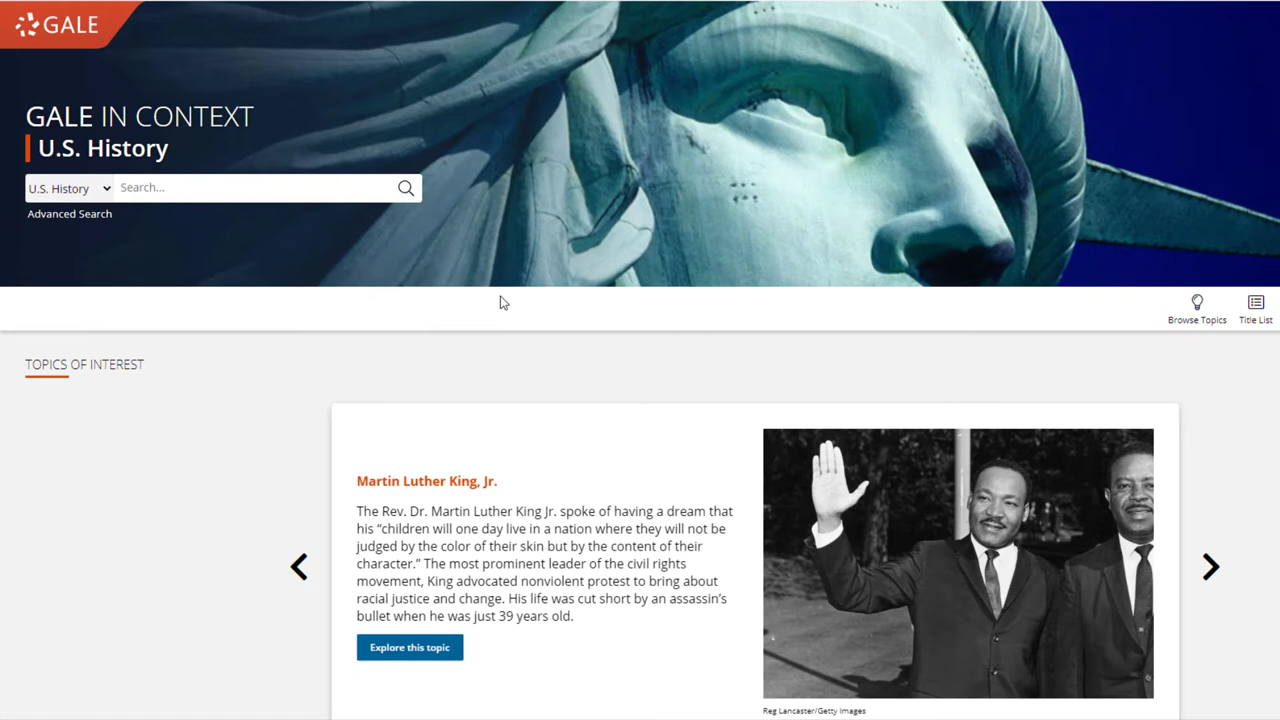 GALE
GALE IN CONTEXT
U.S. History
U.S. History Search...
Advanced Search
Browse Topics
Title List
TOPICS OF INTEREST
Martin Luther King, Jr.
The Rev. Dr. Martin Luther King Jr. spoke of having a dream that
his “children will one day live in a nation where they will not be
judged by the color of their skin but by the content of their
character.” The most prominent leader of the civil rights
movement, King advocated nonviolent protest to bring about
racial justice and change. His life was cut short by an assassin’s
bullet when he was just 39 years old.
Explore this topic
Reg Lancaster/Getty Images